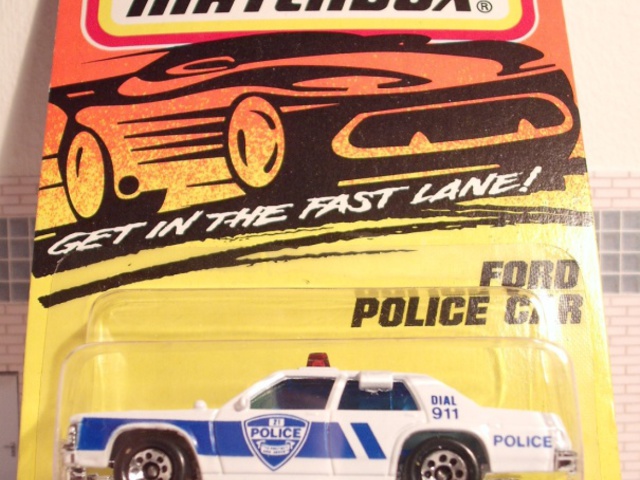 MATCHBOX®
GET IN THE FAST LANE!
FORD
POLICE CAR
DIAL
911
POLICE
POLICE